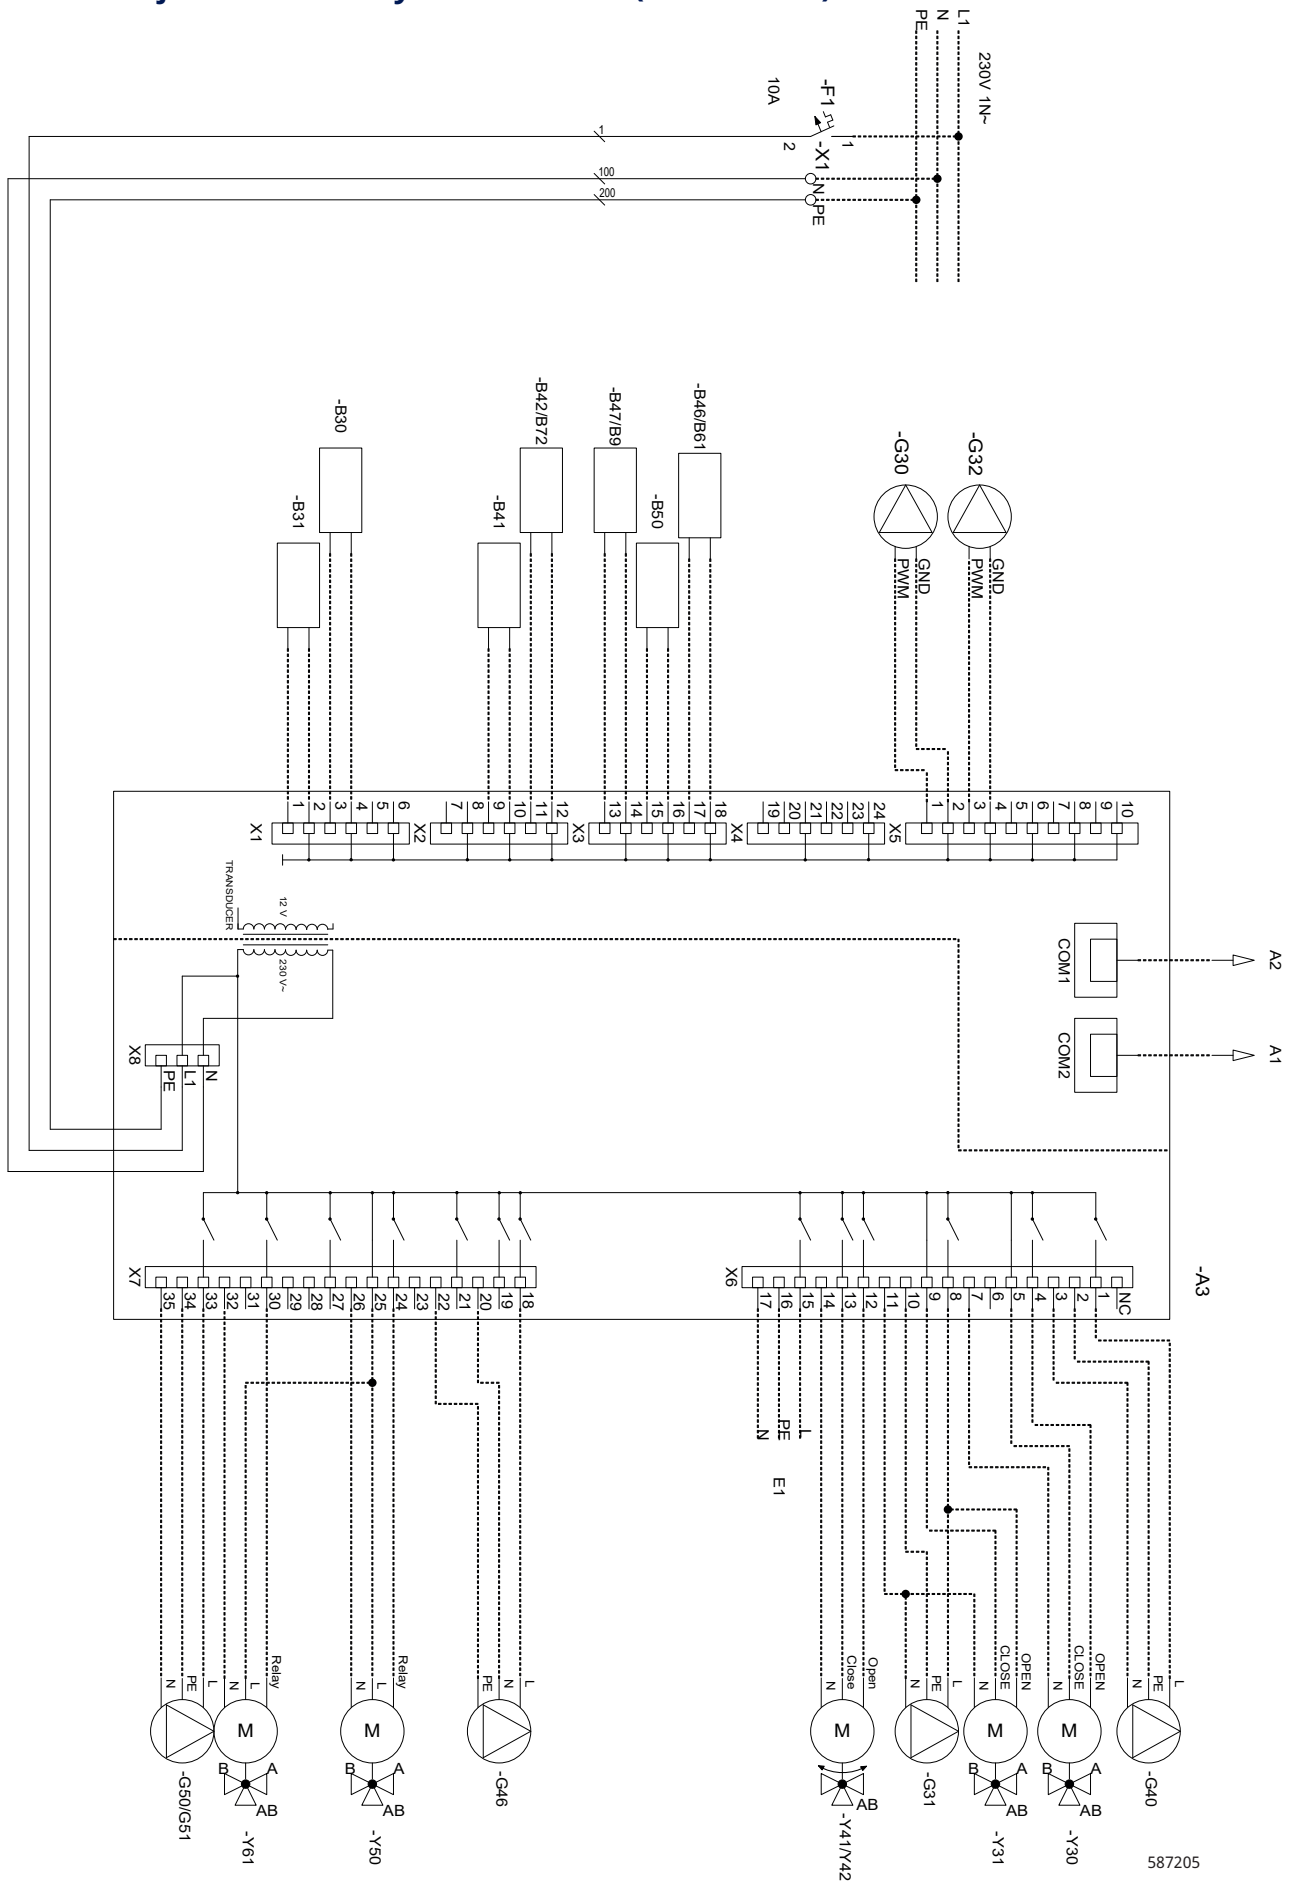 PE
N
L1
230V 1N~
-F1
10A
1
2
-X1
N
PE
1
100
200
-B30
-B31
-B42/B72
-B41
-B47/B9
-B50
-B46/B61
-G30
-G32
PWM
GND
PWM
GND
1
2
3
4
5
6
X1
7
8
9
10
11
12
X2
13
14
15
16
17
18
X3
19
20
21
22
23
24
X4
1
2
3
4
5
6
7
8
9
10
X5
TRANSDUCER
12 V
230 V~
COM1
A2
COM2
A1
X8
PE
L1
N
-A3
X7
35
34
33
32
31
30
29
28
27
26
25
24
23
22
21
20
19
18
X6
17
16
15
14
13
12
11
10
9
8
7
6
5
4
3
2
1
NC
N
PE
L
E1
N
PE
L
N
L
Relay
N
L
Relay
PE
N
L
N
Close
Open
N
PE
L
N
CLOSE
OPEN
N
CLOSE
OPEN
N
PE
L
M
M
M
M
M
B
A
AB
B
A
AB
AB
B
A
AB
B
A
AB
-G50/G51
-Y61
-Y50
-G46
-Y41/Y42
-G31
-Y31
-Y30
-G40
587205